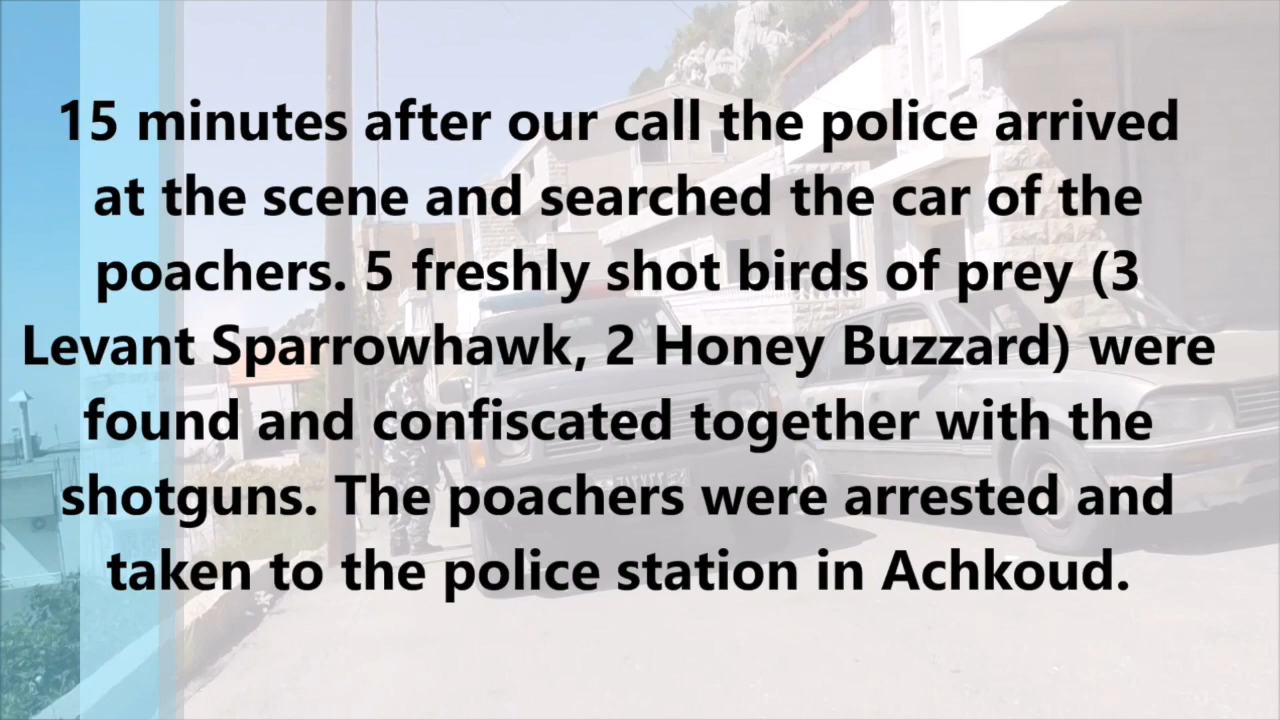 15 minutes after our call the police arrived
at the scene and searched the car of the
poachers. 5 freshly shot birds of prey (3
Levant Sparrowhawk, 2 Honey Buzzard) were
found and confiscated together with the
shotguns. The poachers were arrested and
taken to the police station in Achkoud.